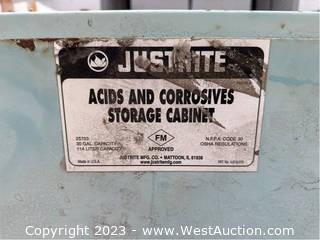 JUSTRITE
ACIDS AND CORROSIVES
STORAGE CABINET
25703
30 GAL. CAPACITY
114 LITER CAPACITY
FM
APPROVED
N.F.P.A. CODE 30
OSHA REGULATIONS
Made in U.S.A.
JUSTRITE MFG. CO. • MATTOON, IL 61938
www.justritemfg.com
Copyright 2023 - WestAuction.com